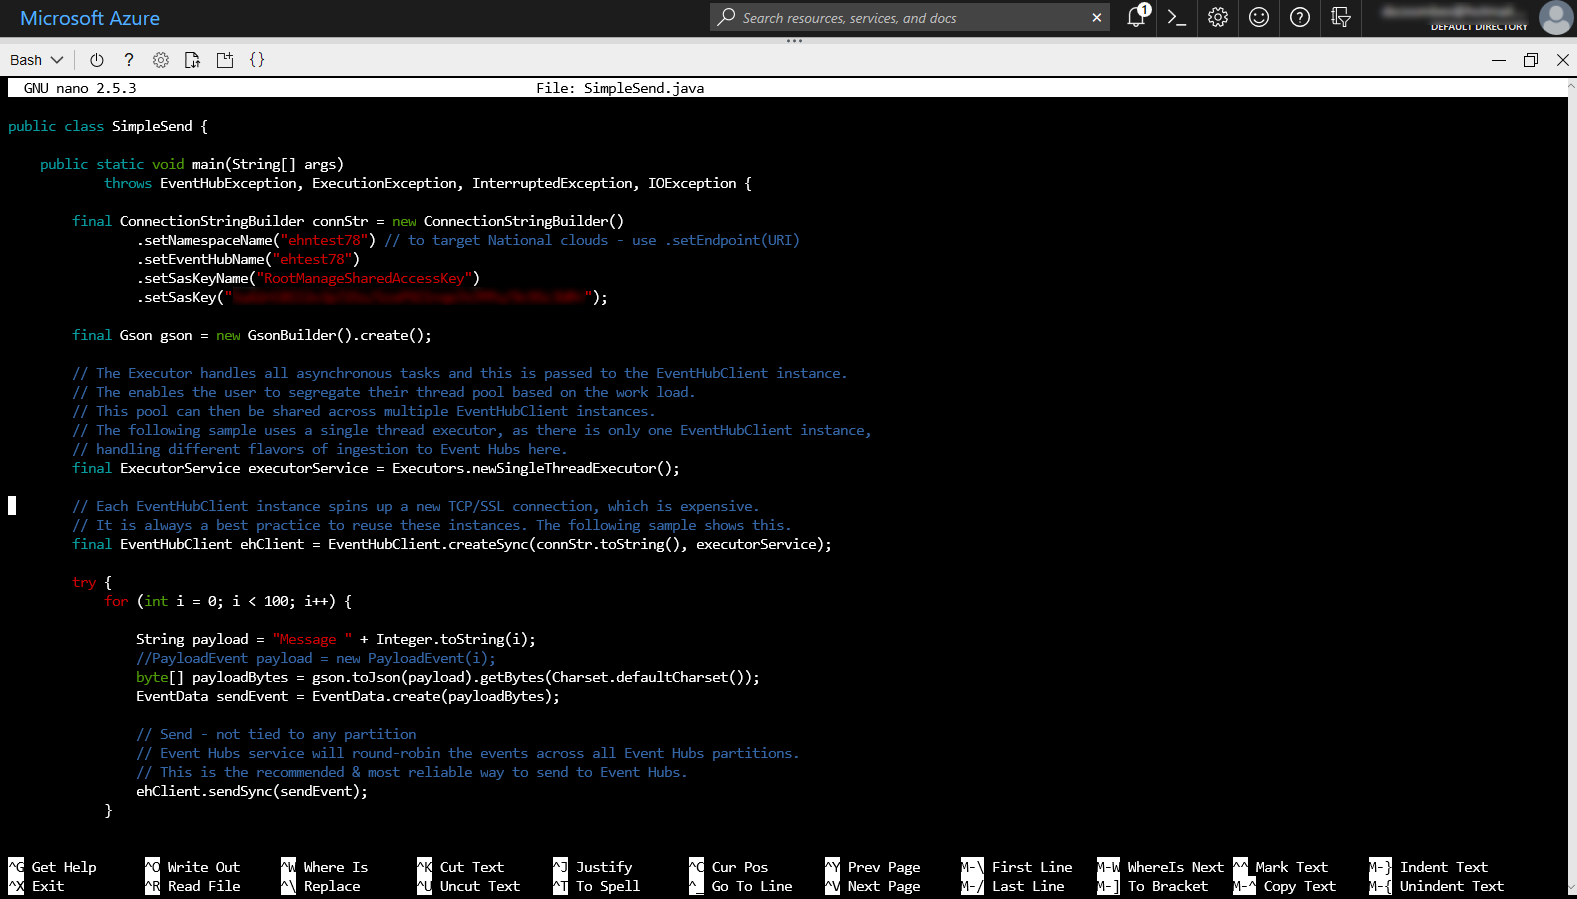 Microsoft Azure
Search resources, services, and docs
1
DEFAULT DIRECTORY
Bash
GNU nano 2.5.3 File: SimpleSend.java
public class SimpleSend {
public static void main(String[] args)
throws EventHubException, ExecutionException, InterruptedException, IOException {
final ConnectionStringBuilder connStr = new ConnectionStringBuilder()
.setNamespaceName("ehntest78") // to target National clouds - use .setEndpoint(URI)
.setEventHubName("ehtest78")
.setSasKeyName("RootManageSharedAccessKey")
.setSasKey("");
final Gson gson = new GsonBuilder().create();
// The Executor handles all asynchronous tasks and this is passed to the EventHubClient instance.
// The enables the user to segregate their thread pool based on the work load.
// This pool can then be shared across multiple EventHubClient instances.
// The following sample uses a single thread executor, as there is only one EventHubClient instance,
// handling different flavors of ingestion to Event Hubs here.
final ExecutorService executorService = Executors.newSingleThreadExecutor();
// Each EventHubClient instance spins up a new TCP/SSL connection, which is expensive.
// It is always a best practice to reuse these instances. The following sample shows this.
final EventHubClient ehClient = EventHubClient.createSync(connStr.toString(), executorService);
try {
for (int i = 0; i < 100; i++) {
String payload = "Message " + Integer.toString(i);
//PayloadEvent payload = new PayloadEvent(i);
byte[] payloadBytes = gson.toJson(payload).getBytes(Charset.defaultCharset());
EventData sendEvent = EventData.create(payloadBytes);
// Send - not tied to any partition
// Event Hubs service will round-robin the events across all Event Hubs partitions.
// This is the recommended & most reliable way to send to Event Hubs.
ehClient.sendSync(sendEvent);
}
^G Get Help ^O Write Out ^W Where Is ^K Cut Text ^J Justify ^C Cur Pos ^Y Prev Page M-\ First Line M-W WhereIs Next ^^ Mark Text M-} Indent Text
^X Exit ^R Read File ^\ Replace ^U Uncut Text ^T To Spell ^_ Go To Line ^V Next Page M-/ Last Line M-] To Bracket M-^ Copy Text M-{ Unindent Text